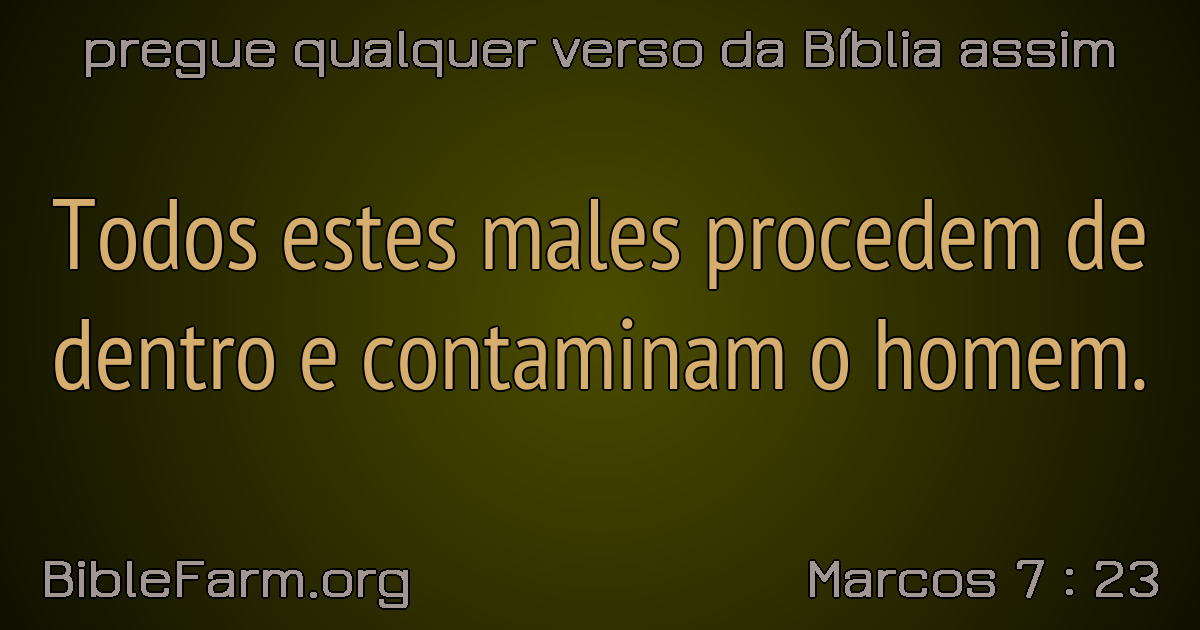 pregue qualquer verso da Bíblia assim
Todos estes males procedem de
dentro e contaminam o homem.
BibleFarm.org
Marcos 7 : 23